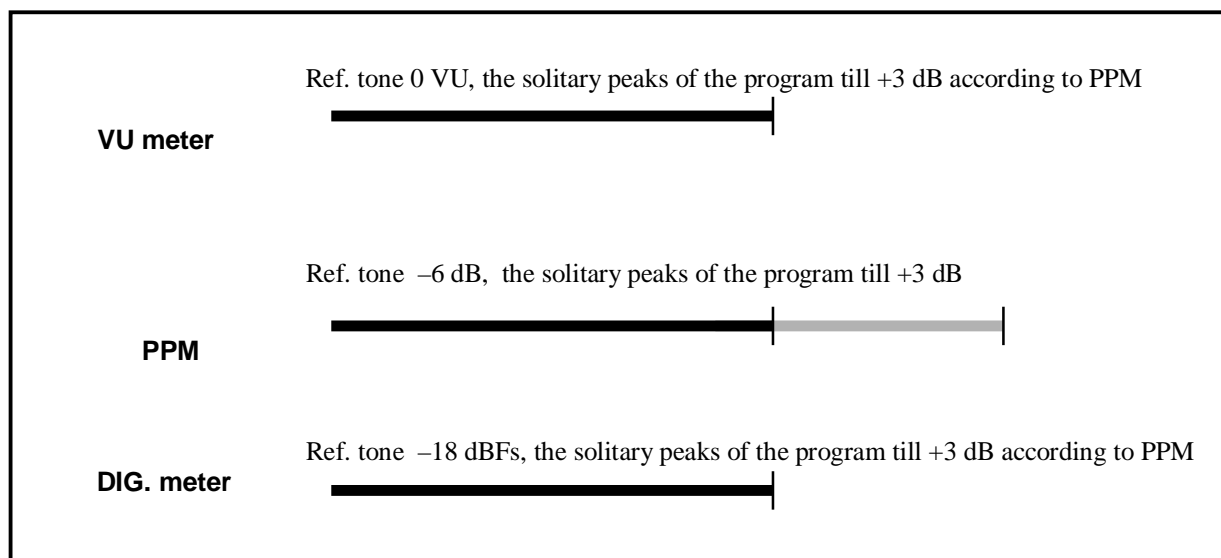 Ref. tone 0 VU, the solitary peaks of the program till +3 dB according to PPM
VU meter
Ref. tone –6 dB, the solitary peaks of the program till +3 dB
PPM
Ref. tone –18 dBFs, the solitary peaks of the program till +3 dB according to PPM
DIG. meter